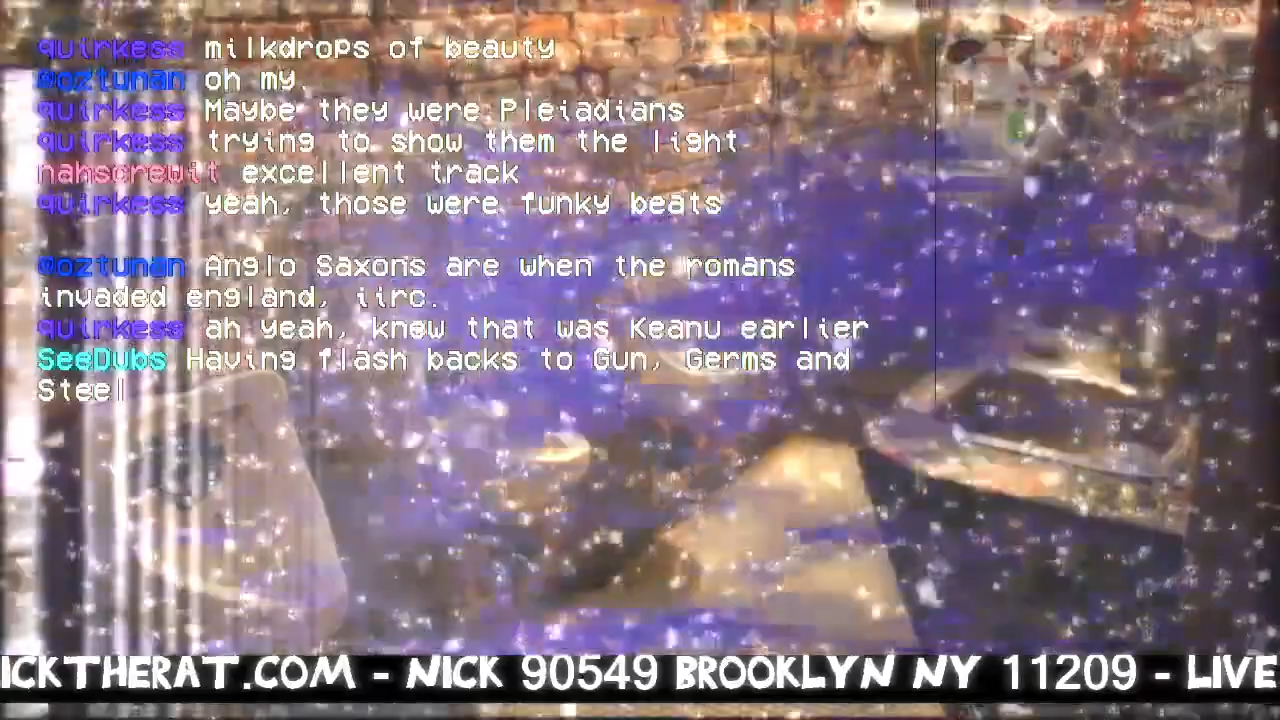 quirkess milkdrops of beauty
@oztunan oh my.
quirkess Maybe they were Pleiadians
quirkess trying to show them the light
nahscrewit excellent track
quirkess yeah, those were funky beats
@oztunan Anglo Saxons are when the romans
invaded england, iirc.
quirkess ah yeah, knew that was Keanu earlier
SeeDubs Having flash backs to Gun, Germs and
Steel
ICKTHERAT.COM - NICK 90549 BROOKLYN NY 11209 - LIVE